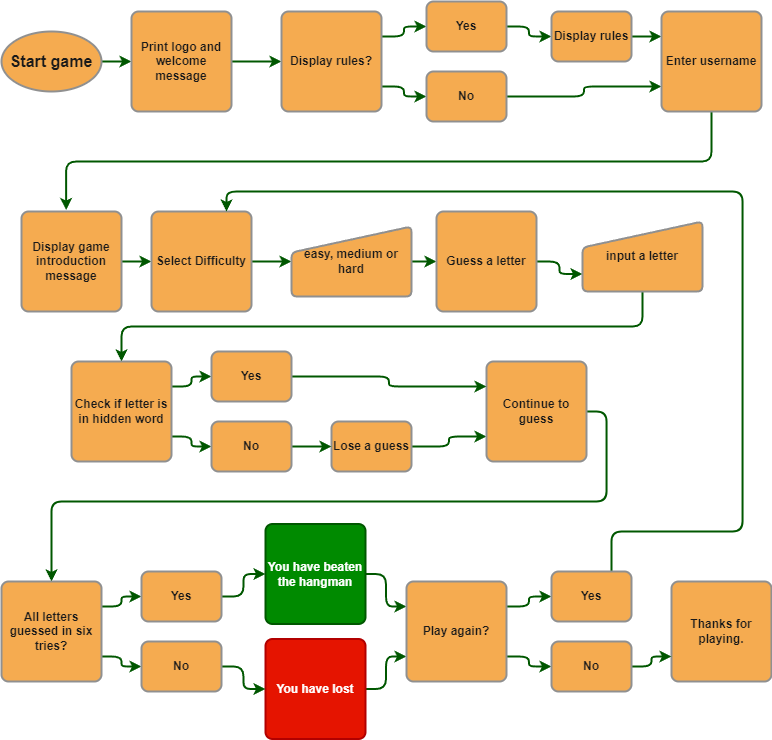 Start game
Print logo and
welcome
message
Display rules?
Yes
Display rules
No
Enter username
Display game
introduction
message
Select Difficulty
easy, medium or
hard
Guess a letter
input a letter
Check if letter is
in hidden word
Yes
No
Lose a guess
Continue to
guess
All letters
guessed in six
tries?
Yes
No
You have beaten
the hangman
You have lost
Play again?
Yes
No
Thanks for
playing.